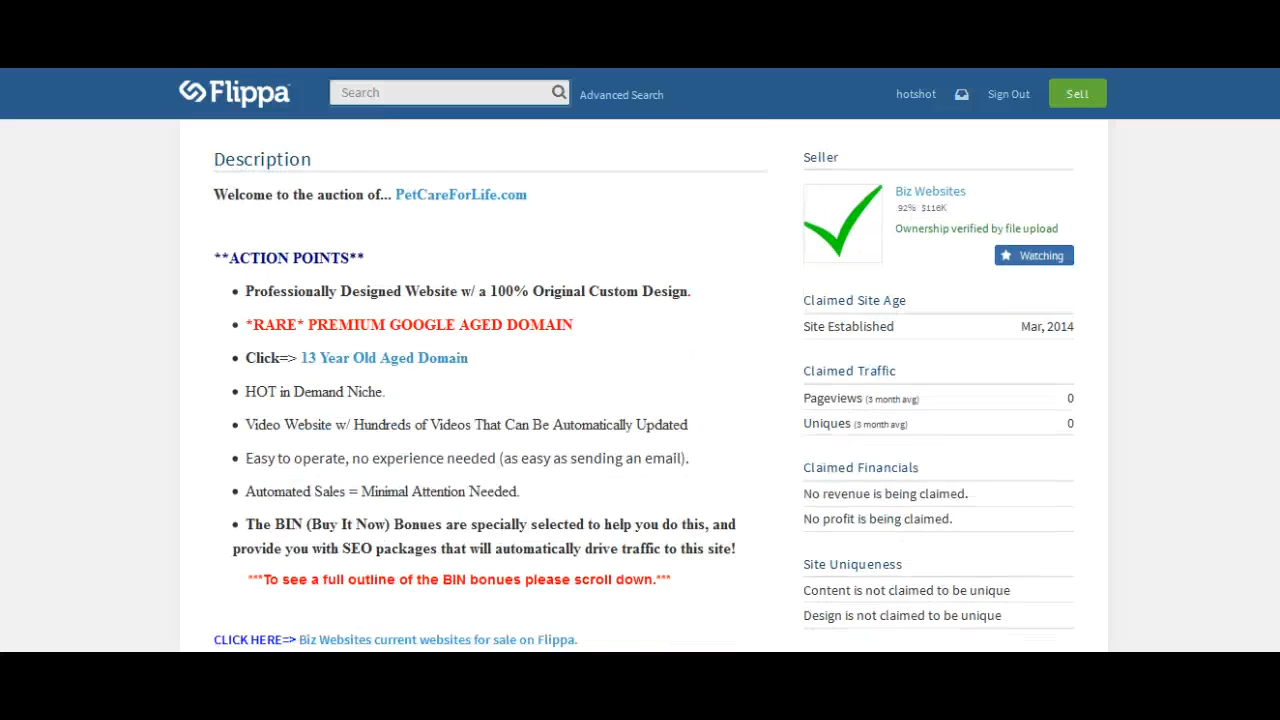 Flippa
Search
Advanced Search
hotshot
Sign Out
Sell
Description
Welcome to the auction of... PetCareForLife.com
**ACTION POINTS**
• Professionally Designed Website w/ a 100% Original Custom Design.
• *RARE* PREMIUM GOOGLE AGED DOMAIN
• Click=> 13 Year Old Aged Domain
• HOT in Demand Niche.
• Video Website w/ Hundreds of Videos That Can Be Automatically Updated
• Easy to operate, no experience needed (as easy as sending an email).
• Automated Sales = Minimal Attention Needed.
• The BIN (Buy It Now) Bonues are specially selected to help you do this, and
provide you with SEO packages that will automatically drive traffic to this site!
***To see a full outline of the BIN bonues please scroll down.***
CLICK HERE=> Biz Websites current websites for sale on Flippa.
Seller
Biz Websites
92% $116K
Ownership verified by file upload
Watching
Claimed Site Age
Site Established Mar, 2014
Claimed Traffic
Pageviews (3 month avg) 0
Uniques (3 month avg) 0
Claimed Financials
No revenue is being claimed.
No profit is being claimed.
Site Uniqueness
Content is not claimed to be unique
Design is not claimed to be unique